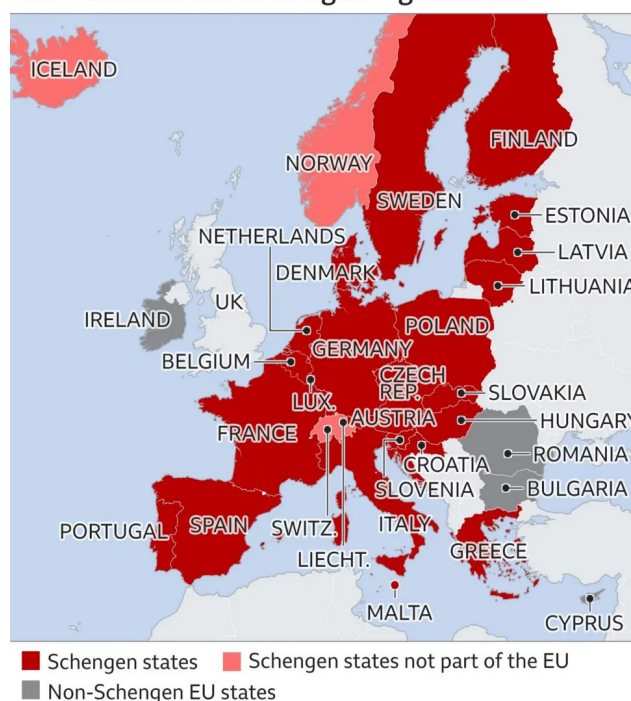 ICELAND
FINLAND
NORWAY
SWEDEN
ESTONIA
NETHERLANDS
LATVIA
DENMARK
LITHUANIA
UK
IRELAND
POLAND
GERMANY
BELGIUM
CZECH
REP.
SLOVAKIA
LUX.
AUSTRIA
HUNGARY
FRANCE
ROMANIA
CROATIA
SLOVENIA
BULGARIA
PORTUGAL
SPAIN
SWITZ.
ITALY
LIECHT.
GREECE
MALTA
CYPRUS
Schengen states
Schengen states not part of the EU
Non-Schengen EU states